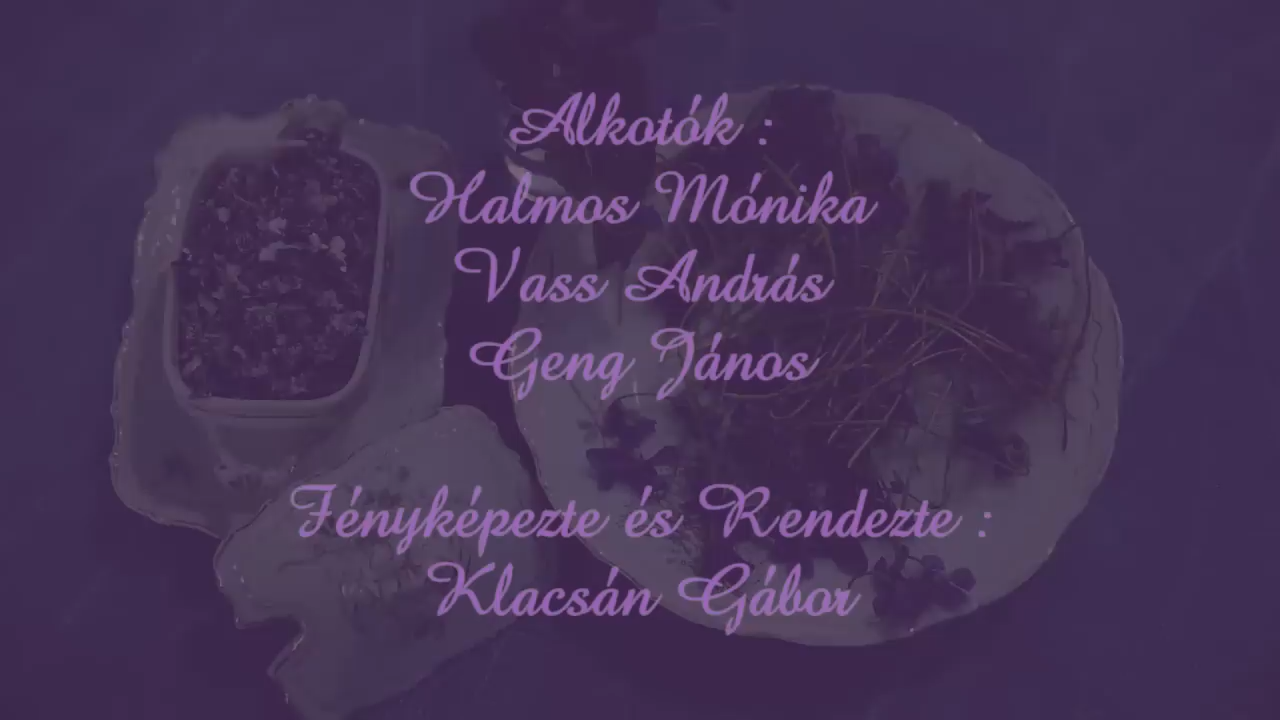 Alkotók :
Halmos Mónika
Vass András
Geng János
Fényképezte és Rendezte :
Klacsán Gábor